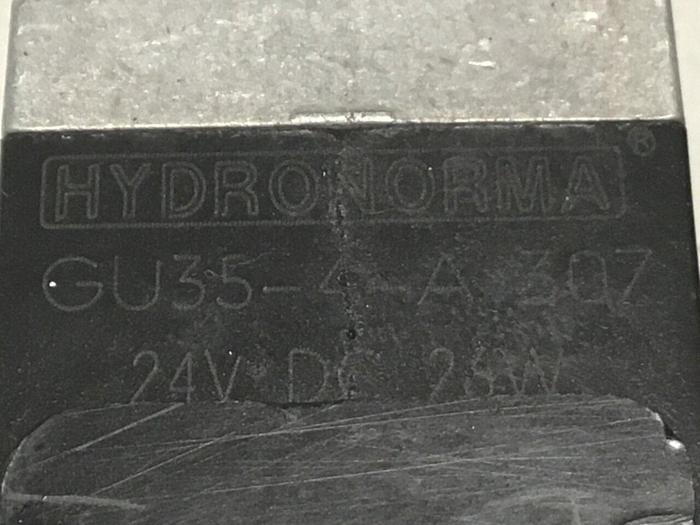 HYDRONORMA ®
GU35-4-A 307
24V DC 26W